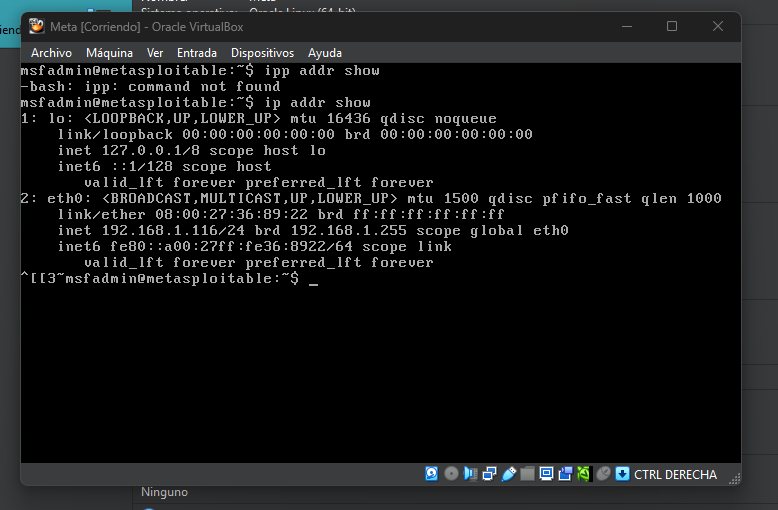 Meta [Corriendo] - Oracle VirtualBox
Archivo Máquina Ver Entrada Dispositivos Ayuda
msfadmin@metasploitable:~$ ipp addr show
-bash: ipp: command not found
msfadmin@metasploitable:~$ ip addr show
1: lo: <LOOPBACK,UP,LOWER_UP> mtu 16436 qdisc noqueue
    link/loopback 00:00:00:00:00:00 brd 00:00:00:00:00:00
    inet 127.0.0.1/8 scope host lo
    inet6 ::1/128 scope host
       valid_lft forever preferred_lft forever
2: eth0: <BROADCAST,MULTICAST,UP,LOWER_UP> mtu 1500 qdisc pfifo_fast qlen 1000
    link/ether 08:00:27:36:89:22 brd ff:ff:ff:ff:ff:ff
    inet 192.168.1.116/24 brd 192.168.1.255 scope global eth0
    inet6 fe80::a00:27ff:fe36:8922/64 scope link
       valid_lft forever preferred_lft forever
^[[3~msfadmin@metasploitable:~$ _
CTRL DERECHA
Ninguno